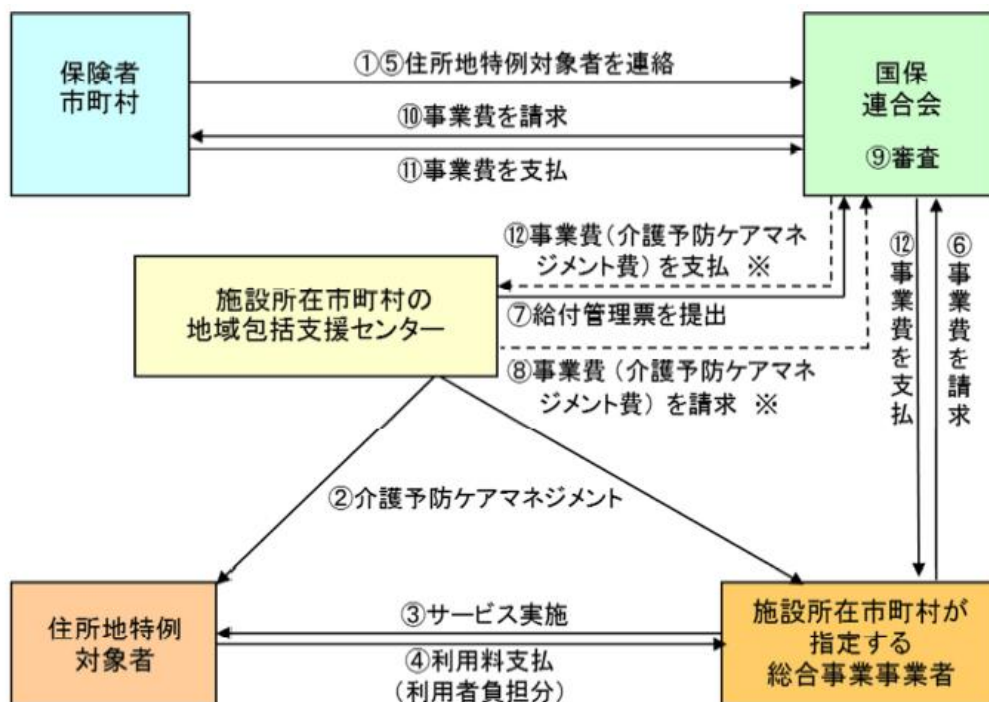 保険者
市町村
①⑤住所地特例対象者を連絡
国保
連合会
⑩事業費を請求
⑨審査
⑪事業費を支払
⑫事業費（介護予防ケアマネ
ジメント費）を支払 ※
施設所在市町村の
地域包括支援センター
⑦給付管理票を提出
⑧事業費（介護予防ケアマネ
ジメント費）を請求 ※
⑫事業費を支払
⑥事業費を請求
②介護予防ケアマネジメント
住所地特例
対象者
③サービス実施
④利用料支払
（利用者負担分）
施設所在市町村が
指定する
総合事業事業者